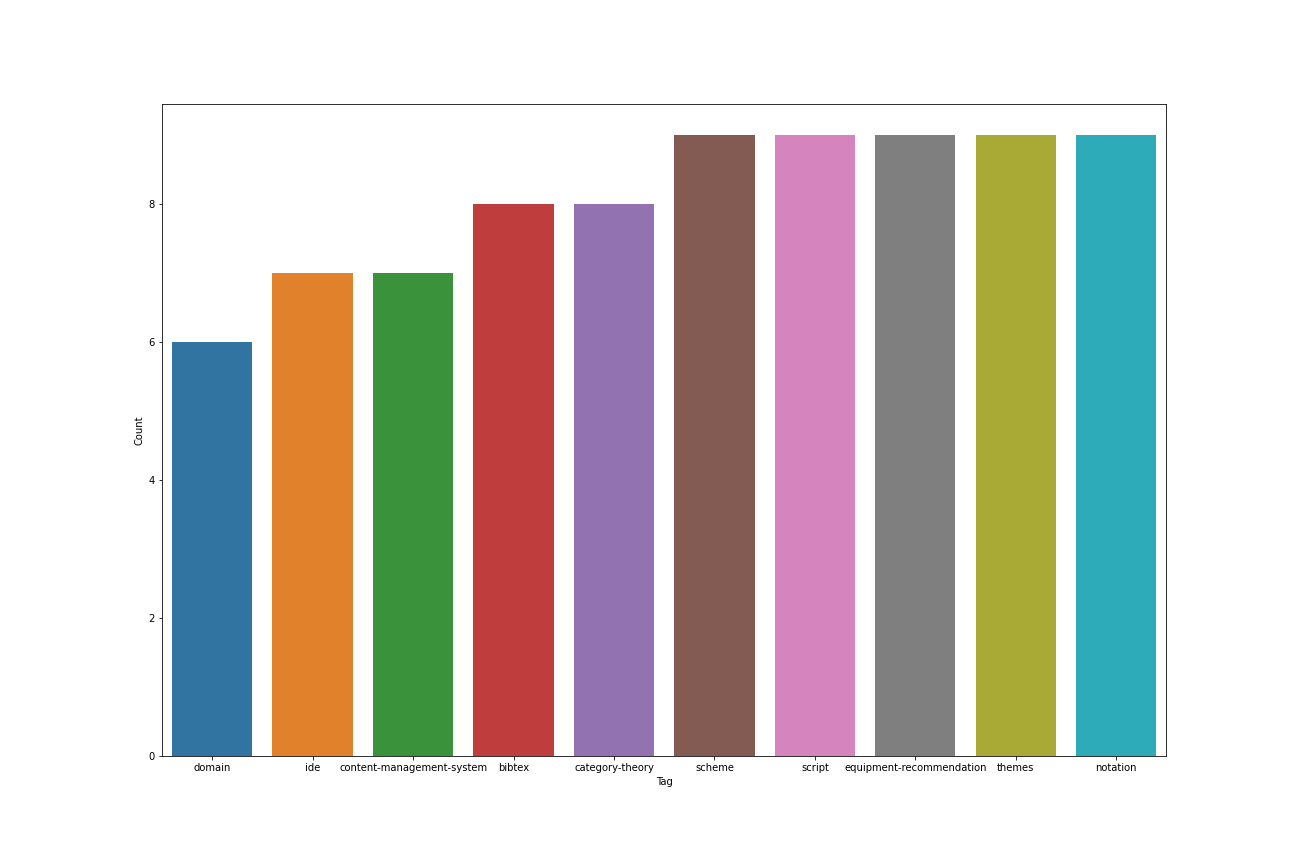 8
6
4
2
0
Count
domain ide content-management-system bibtex category-theory scheme script equipment-recommendation themes notation
Tag